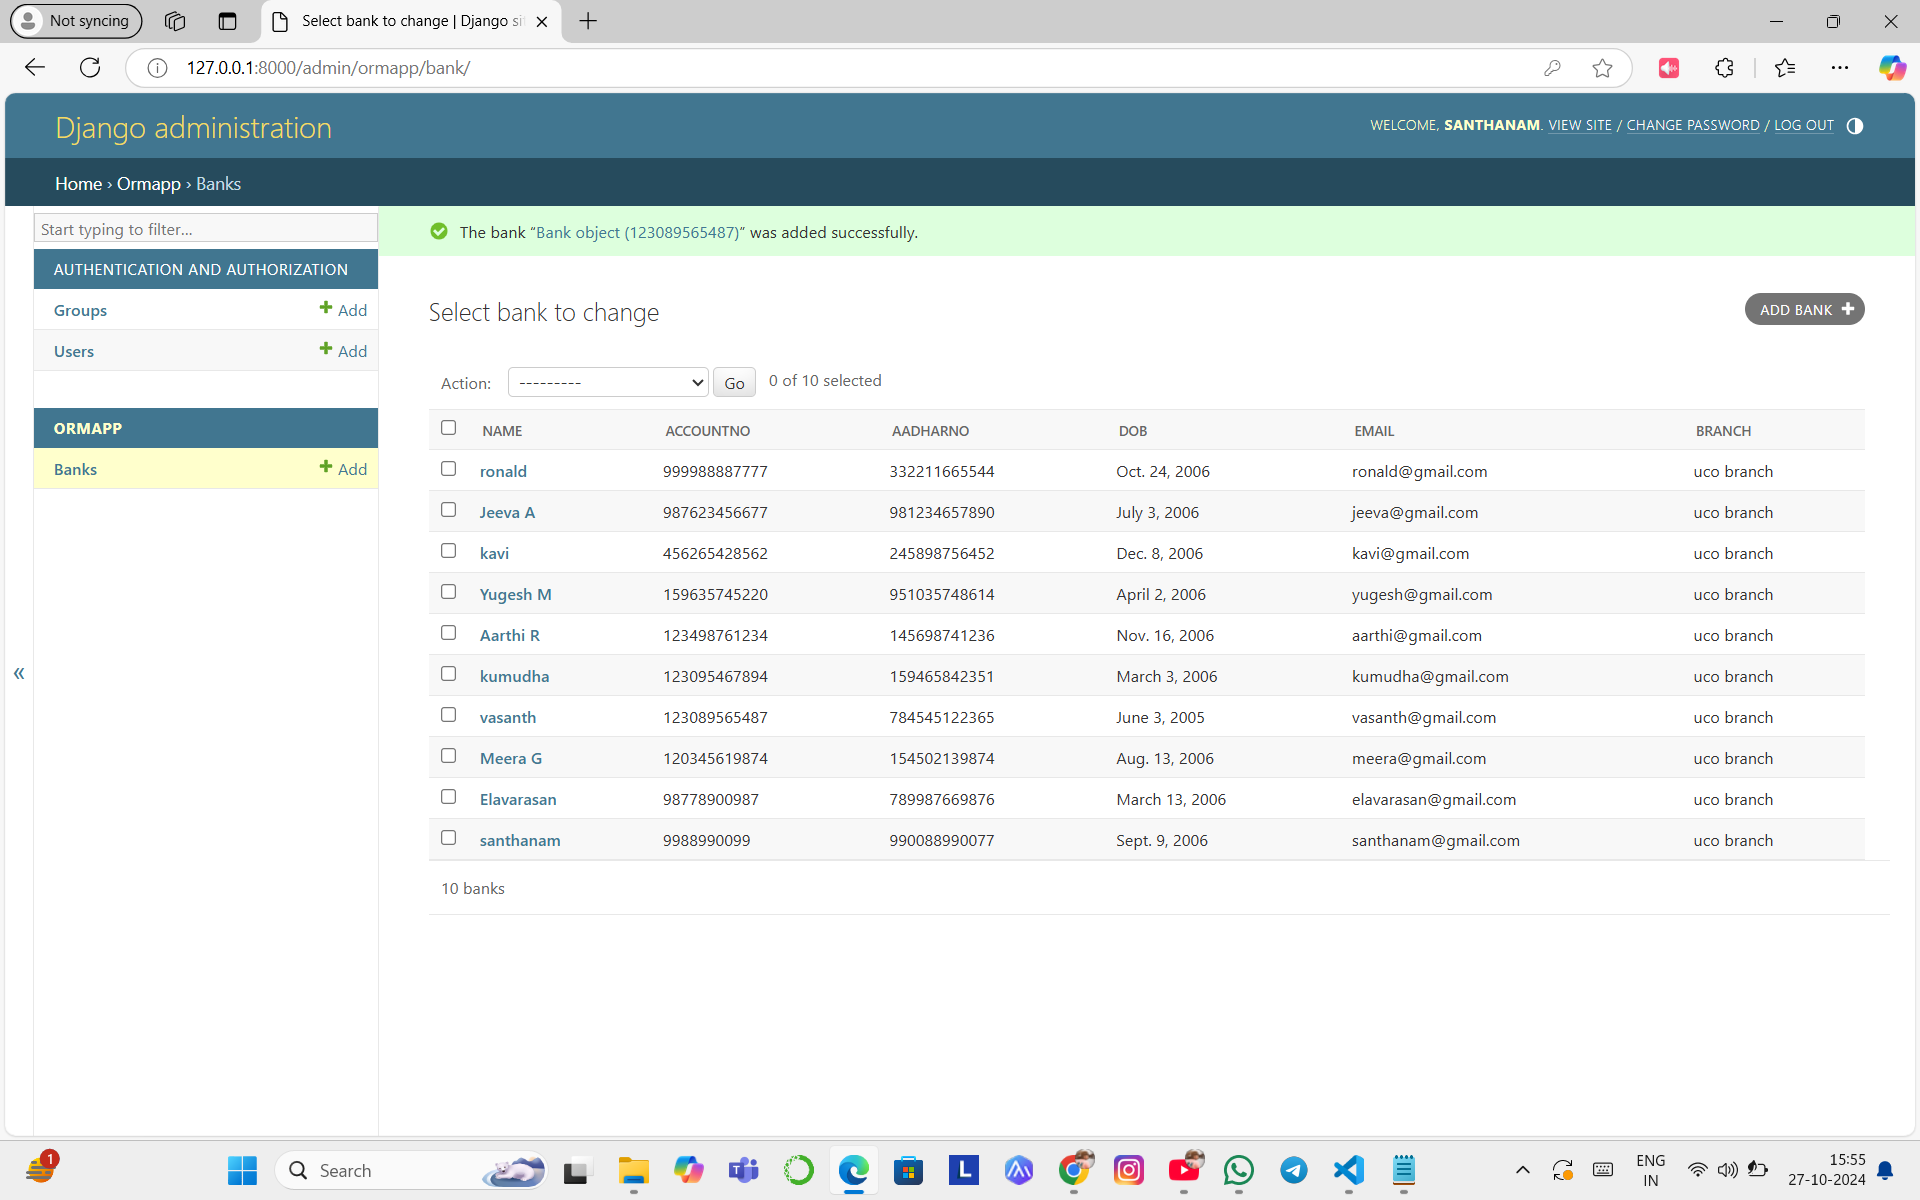 Not syncing
Select bank to change | Django si
127.0.0.1:8000/admin/ormapp/bank/
Django administration
WELCOME, SANTHANAM. VIEW SITE / CHANGE PASSWORD / LOG OUT
Home › Ormapp › Banks
Start typing to filter...
The bank “Bank object (123089565487)” was added successfully.
AUTHENTICATION AND AUTHORIZATION
Groups Add
Users Add
ORMAPP
Banks Add
«
Select bank to change
ADD BANK
Action: --------- Go 0 of 10 selected
NAME ACCOUNTNO AADHARNO DOB EMAIL BRANCH
ronald 999988887777 332211665544 Oct. 24, 2006 ronald@gmail.com uco branch
Jeeva A 987623456677 981234657890 July 3, 2006 jeeva@gmail.com uco branch
kavi 456265428562 245898756452 Dec. 8, 2006 kavi@gmail.com uco branch
Yugesh M 159635745220 951035748614 April 2, 2006 yugesh@gmail.com uco branch
Aarthi R 123498761234 145698741236 Nov. 16, 2006 aarthi@gmail.com uco branch
kumudha 123095467894 159465842351 March 3, 2006 kumudha@gmail.com uco branch
vasanth 123089565487 784545122365 June 3, 2005 vasanth@gmail.com uco branch
Meera G 120345619874 154502139874 Aug. 13, 2006 meera@gmail.com uco branch
Elavarasan 98778900987 789987669876 March 13, 2006 elavarasan@gmail.com uco branch
santhanam 9988990099 990088990077 Sept. 9, 2006 santhanam@gmail.com uco branch
10 banks
1
Search
L
ENG
IN
15:55
27-10-2024